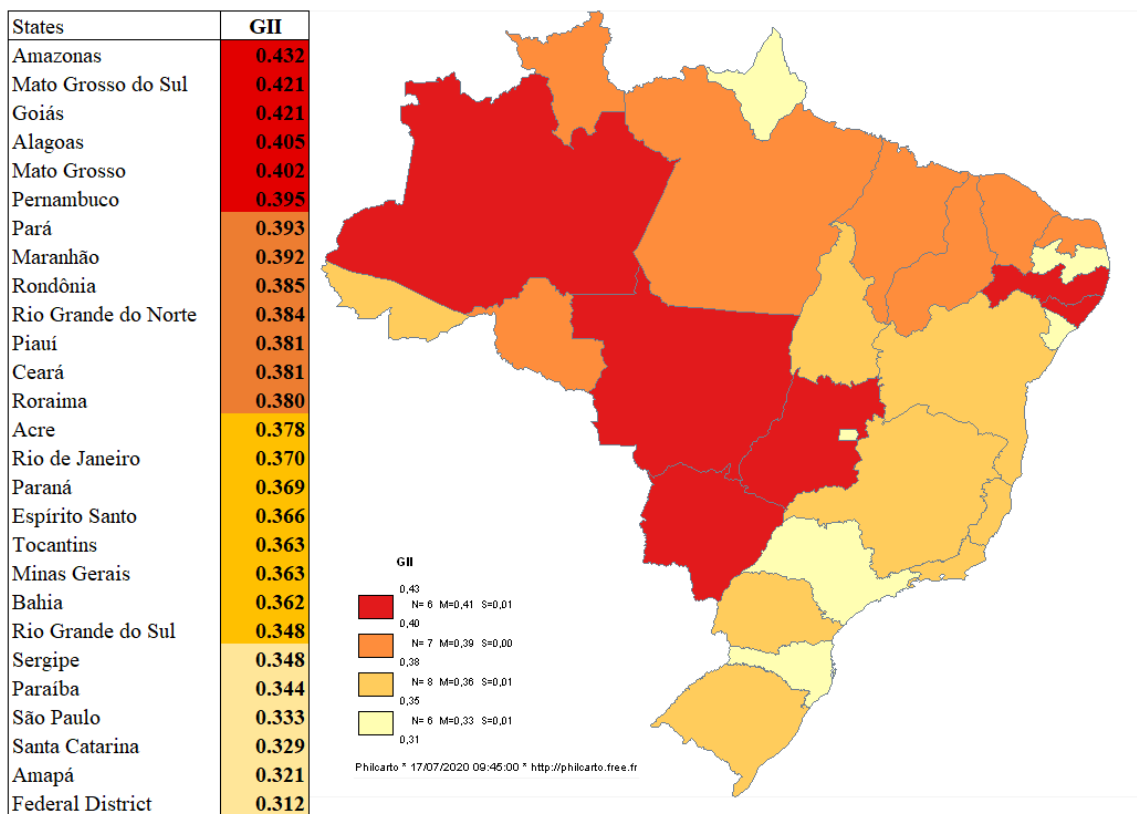 States GII
Amazonas 0.432
Mato Grosso do Sul 0.421
Goiás 0.421
Alagoas 0.405
Mato Grosso 0.402
Pernambuco 0.395
Pará 0.393
Maranhão 0.392
Rondônia 0.385
Rio Grande do Norte 0.384
Piauí 0.381
Ceará 0.381
Roraima 0.380
Acre 0.378
Rio de Janeiro 0.370
Paraná 0.369
Espírito Santo 0.366
Tocantins 0.363
Minas Gerais 0.363
Bahia 0.362
Rio Grande do Sul 0.348
Sergipe 0.348
Paraíba 0.344
São Paulo 0.333
Santa Catarina 0.329
Amapá 0.321
Federal District 0.312
GII
0,43
N= 6 M=0,41 S=0,01
0,40
N= 7 M=0,39 S=0,00
0,38
N= 8 M=0,36 S=0,01
0,35
N= 6 M=0,33 S=0,01
0,31
Philcarto * 17/07/2020 09:45:00 * http://philcarto.free.fr